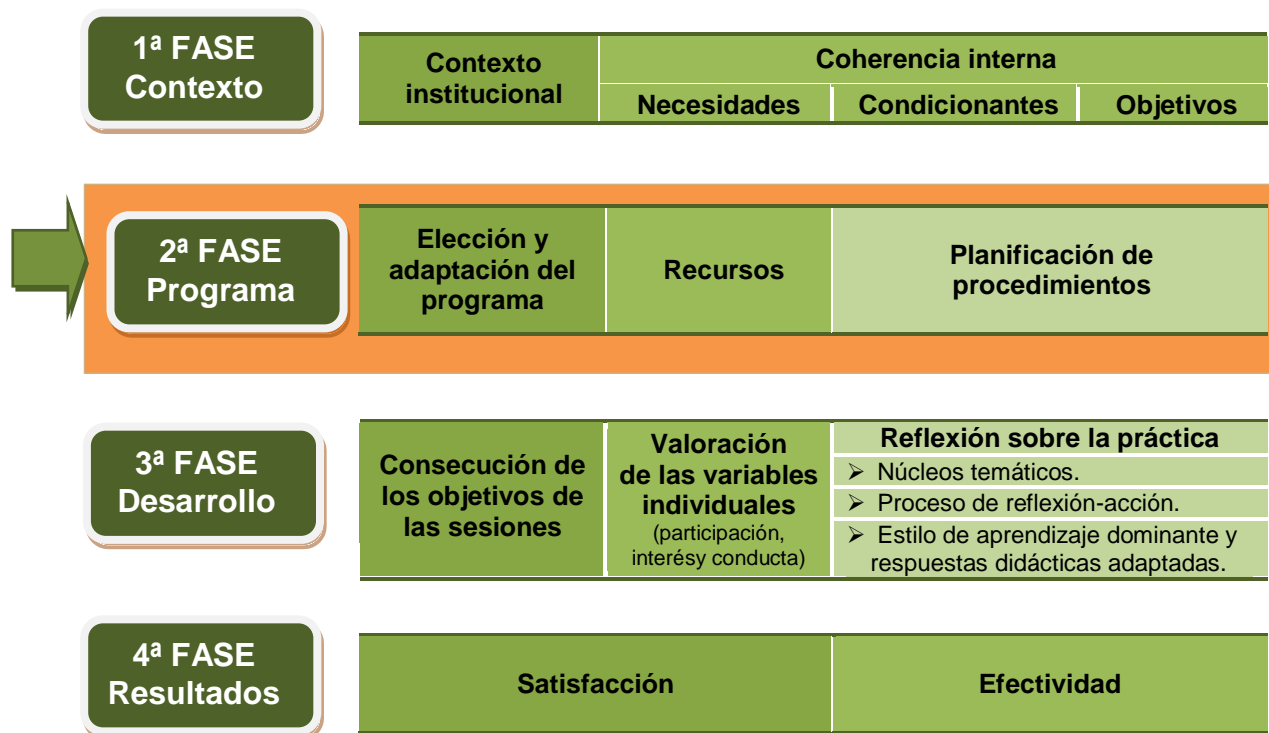 1ª FASE
Contexto
Contexto
institucional
Coherencia interna
Necesidades
Condicionantes
Objetivos
2ª FASE
Programa
Elección y
adaptación del
programa
Recursos
Planificación de
procedimientos
3ª FASE
Desarrollo
Consecución de
los objetivos de
las sesiones
Valoración
de las variables
individuales
(participación,
interésy conducta)
Reflexión sobre la práctica
➢ Núcleos temáticos.
➢ Proceso de reflexión-acción.
➢ Estilo de aprendizaje dominante y
respuestas didácticas adaptadas.
4ª FASE
Resultados
Satisfacción
Efectividad